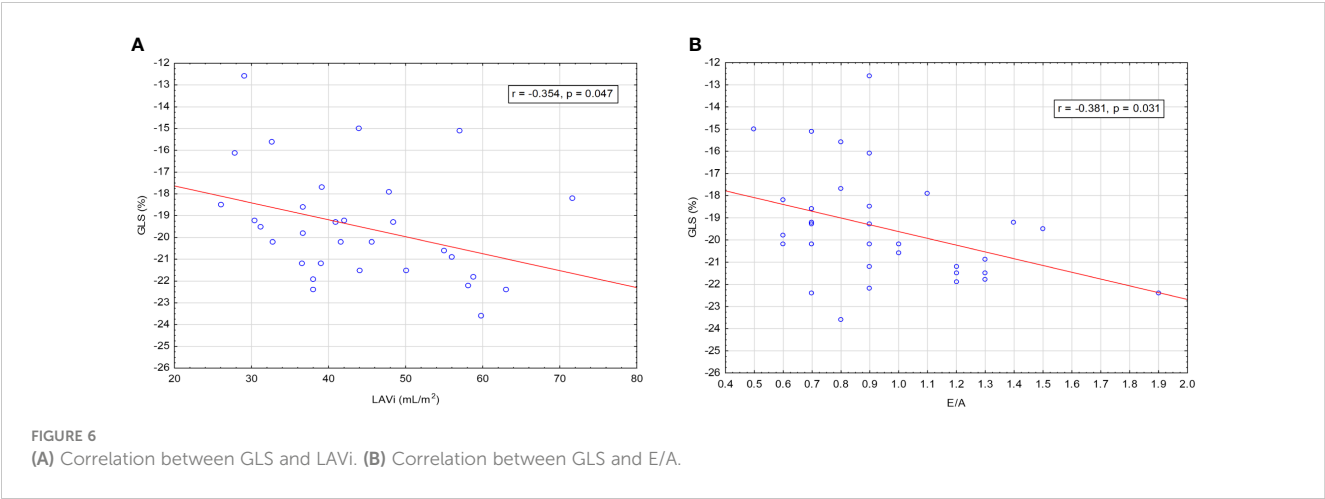 A
-12
-13
-14
-15
-16
-17
-18
-19
-20
-21
-22
-23
-24
-25
-26
GLS (%)
r = -0.354, p = 0.047
20 30 40 50 60 70 80
LAVi (mL/m²)
B
-12
-13
-14
-15
-16
-17
-18
-19
-20
-21
-22
-23
-24
-25
-26
GLS (%)
r = -0.381, p = 0.031
0.4 0.5 0.6 0.7 0.8 0.9 1.0 1.1 1.2 1.3 1.4 1.5 1.6 1.7 1.8 1.9 2.0
E/A
FIGURE 6
(A) Correlation between GLS and LAVi. (B) Correlation between GLS and E/A.